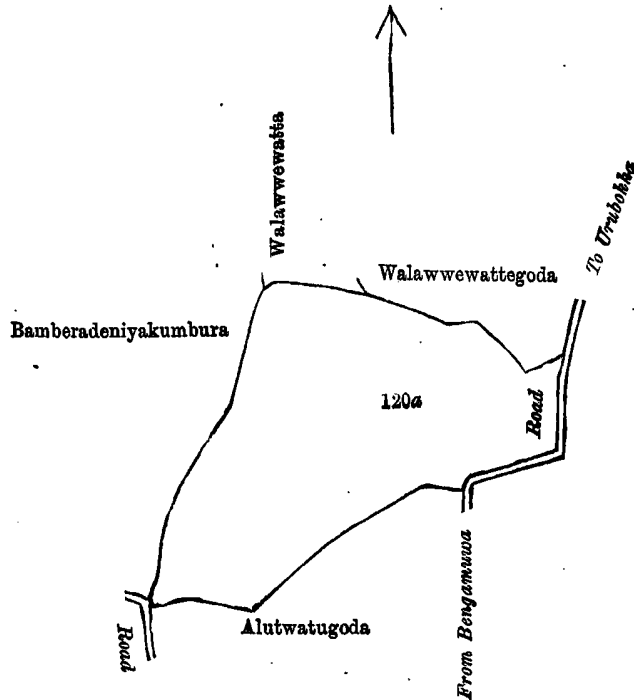 Walawwewatta
To Urubokka
Walawwewattegoda
Bamberadeniyakumbura
120a
Road
From Bengamuwa
Alutwatugoda
Road